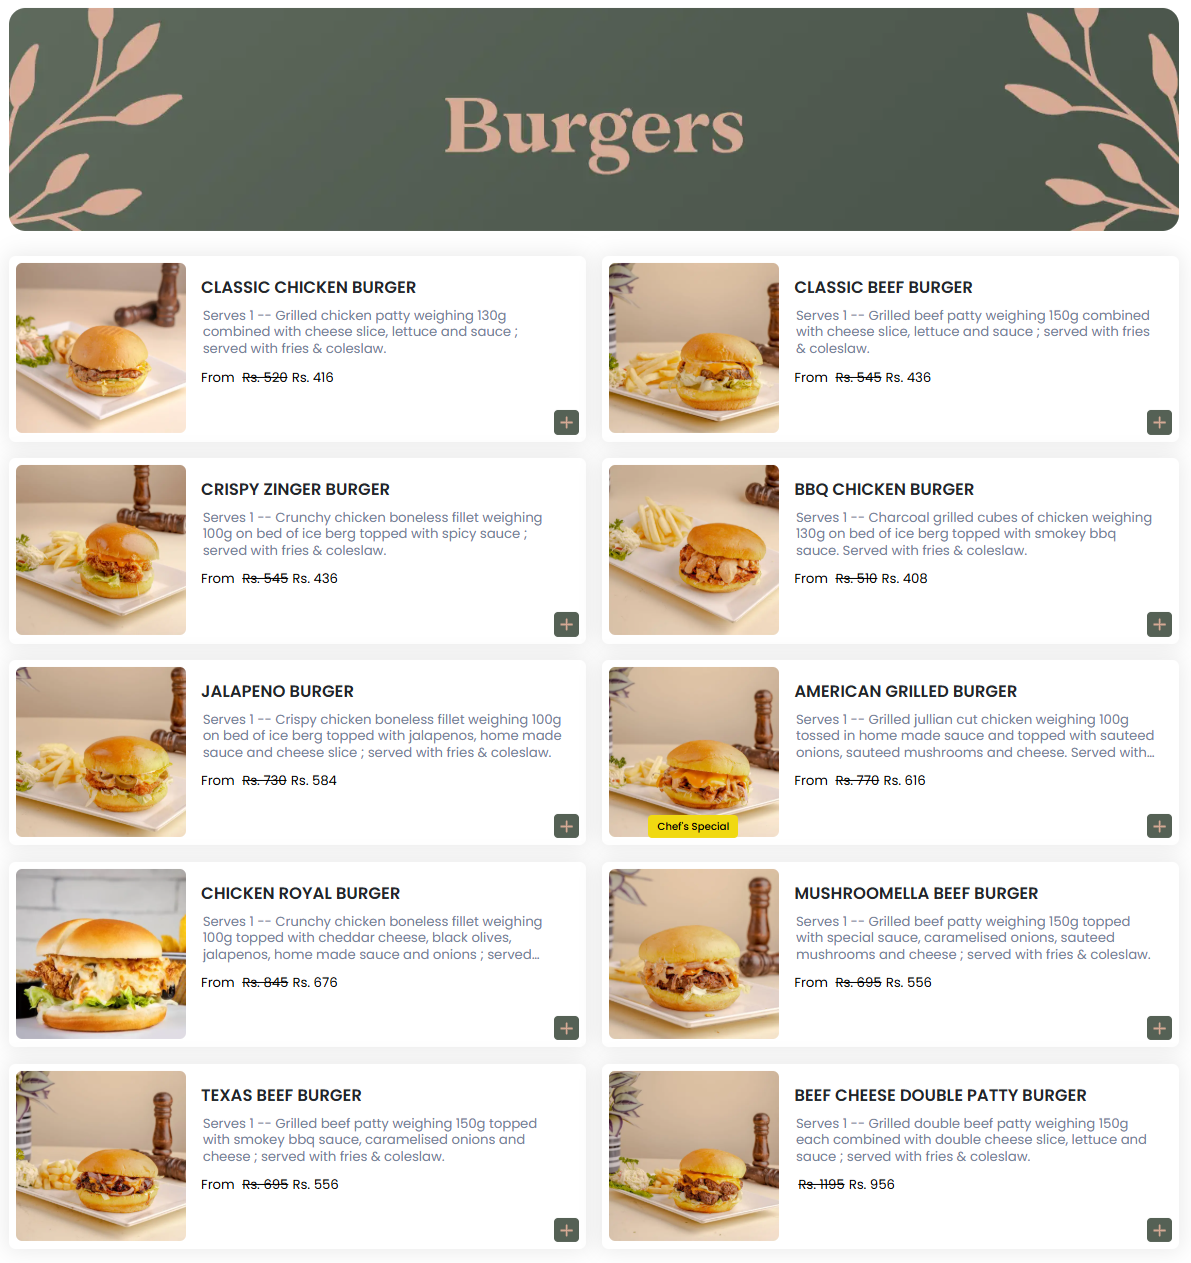 Burgers
CLASSIC CHICKEN BURGER
Serves 1 -- Grilled chicken patty weighing 130g
combined with cheese slice, lettuce and sauce ;
served with fries & coleslaw.
From Rs. 520 Rs. 416
CLASSIC BEEF BURGER
Serves 1 -- Grilled beef patty weighing 150g combined
with cheese slice, lettuce and sauce ; served with fries
& coleslaw.
From Rs. 545 Rs. 436
CRISPY ZINGER BURGER
Serves 1 -- Crunchy chicken boneless fillet weighing
100g on bed of ice berg topped with spicy sauce ;
served with fries & coleslaw.
From Rs. 545 Rs. 436
BBQ CHICKEN BURGER
Serves 1 -- Charcoal grilled cubes of chicken weighing
130g on bed of ice berg topped with smokey bbq
sauce. Served with fries & coleslaw.
From Rs. 510 Rs. 408
JALAPENO BURGER
Serves 1 -- Crispy chicken boneless fillet weighing 100g
on bed of ice berg topped with jalapenos, home made
sauce and cheese slice ; served with fries & coleslaw.
From Rs. 730 Rs. 584
AMERICAN GRILLED BURGER
Serves 1 -- Grilled jullian cut chicken weighing 100g
tossed in home made sauce and topped with sauteed
onions, sauteed mushrooms and cheese. Served with...
From Rs. 770 Rs. 616
Chef's Special
CHICKEN ROYAL BURGER
Serves 1 -- Crunchy chicken boneless fillet weighing
100g topped with cheddar cheese, black olives,
jalapenos, home made sauce and onions ; served...
From Rs. 845 Rs. 676
MUSHROOMELLA BEEF BURGER
Serves 1 -- Grilled beef patty weighing 150g topped
with special sauce, caramelised onions, sauteed
mushrooms and cheese ; served with fries & coleslaw.
From Rs. 695 Rs. 556
TEXAS BEEF BURGER
Serves 1 -- Grilled beef patty weighing 150g topped
with smokey bbq sauce, caramelised onions and
cheese ; served with fries & coleslaw.
From Rs. 695 Rs. 556
BEEF CHEESE DOUBLE PATTY BURGER
Serves 1 -- Grilled double beef patty weighing 150g
each combined with double cheese slice, lettuce and
sauce ; served with fries & coleslaw.
Rs. 1195 Rs. 956